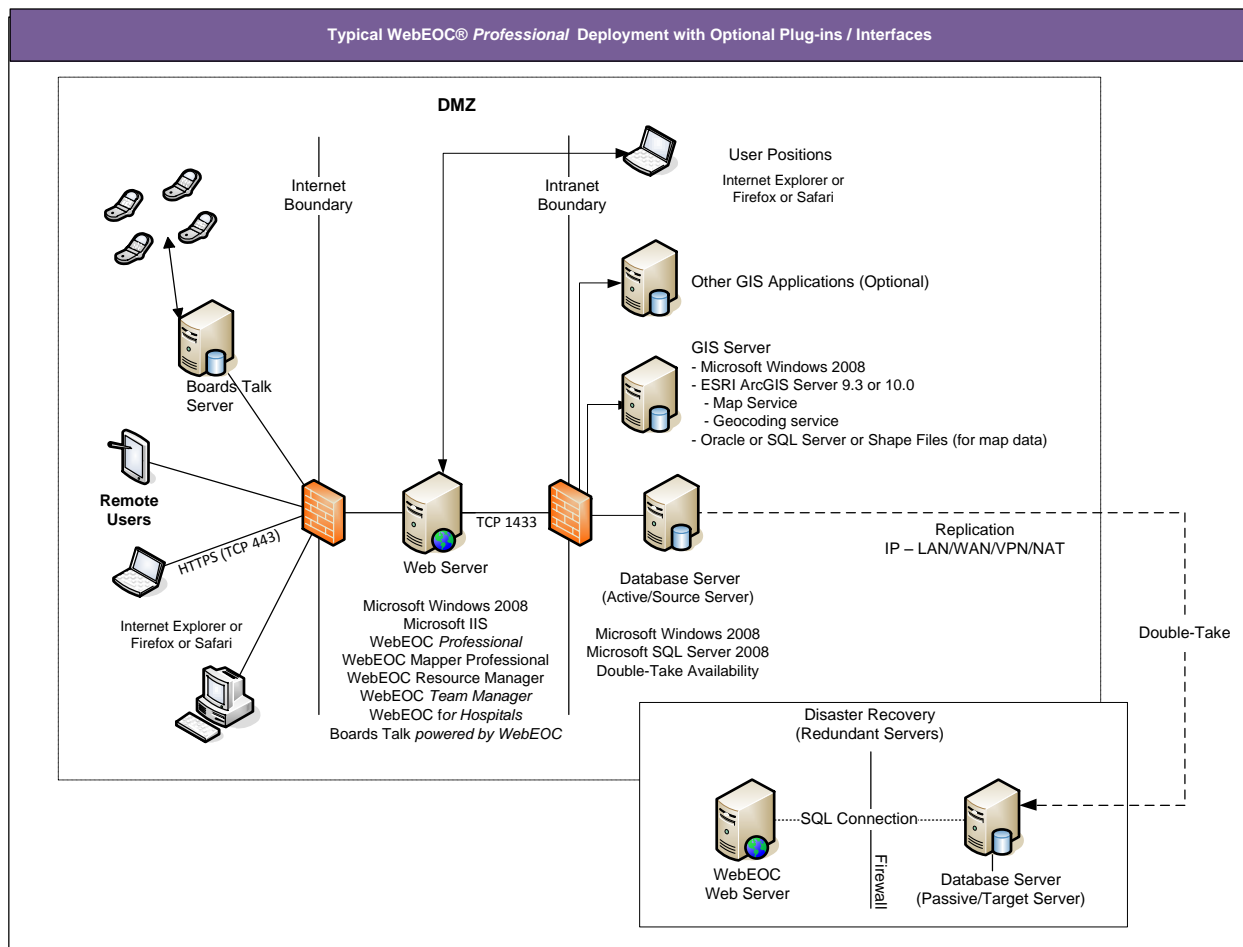 Typical WebEOC® Professional Deployment with Optional Plug-ins / Interfaces
DMZ
Internet
Boundary
Intranet
Boundary
User Positions
Internet Explorer or
Firefox or Safari
Other GIS Applications (Optional)
GIS Server
- Microsoft Windows 2008
- ESRI ArcGIS Server 9.3 or 10.0
- Map Service
- Geocoding service
- Oracle or SQL Server or Shape Files (for map data)
Boards Talk
Server
Remote
Users
HTTPS (TCP 443)
Internet Explorer or
Firefox or Safari
TCP 1433
Web Server
Microsoft Windows 2008
Microsoft IIS
WebEOC Professional
WebEOC Mapper Professional
WebEOC Resource Manager
WebEOC Team Manager
WebEOC for Hospitals
Boards Talk powered by WebEOC
Database Server
(Active/Source Server)
Microsoft Windows 2008
Microsoft SQL Server 2008
Double-Take Availability
Replication
IP – LAN/WAN/VPN/NAT
Double-Take
Disaster Recovery
(Redundant Servers)
SQL Connection
Firewall
WebEOC
Web Server
Database Server
(Passive/Target Server)